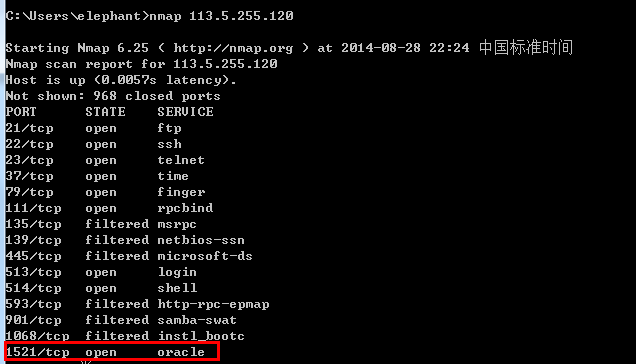 C:\Users\elephant>nmap 113.5.255.120
Starting Nmap 6.25 ( http://nmap.org ) at 2014-08-28 22:24 中国标准时间
Nmap scan report for 113.5.255.120
Host is up (0.0057s latency).
Not shown: 968 closed ports
PORT STATE SERVICE
21/tcp open ftp
22/tcp open ssh
23/tcp open telnet
37/tcp open time
79/tcp open finger
111/tcp open rpcbind
135/tcp filtered msrpc
139/tcp filtered netbios-ssn
445/tcp filtered microsoft-ds
513/tcp open login
514/tcp open shell
593/tcp filtered http-rpc-epmap
901/tcp filtered samba-swat
1068/tcp filtered instl_bootc
1521/tcp open oracle